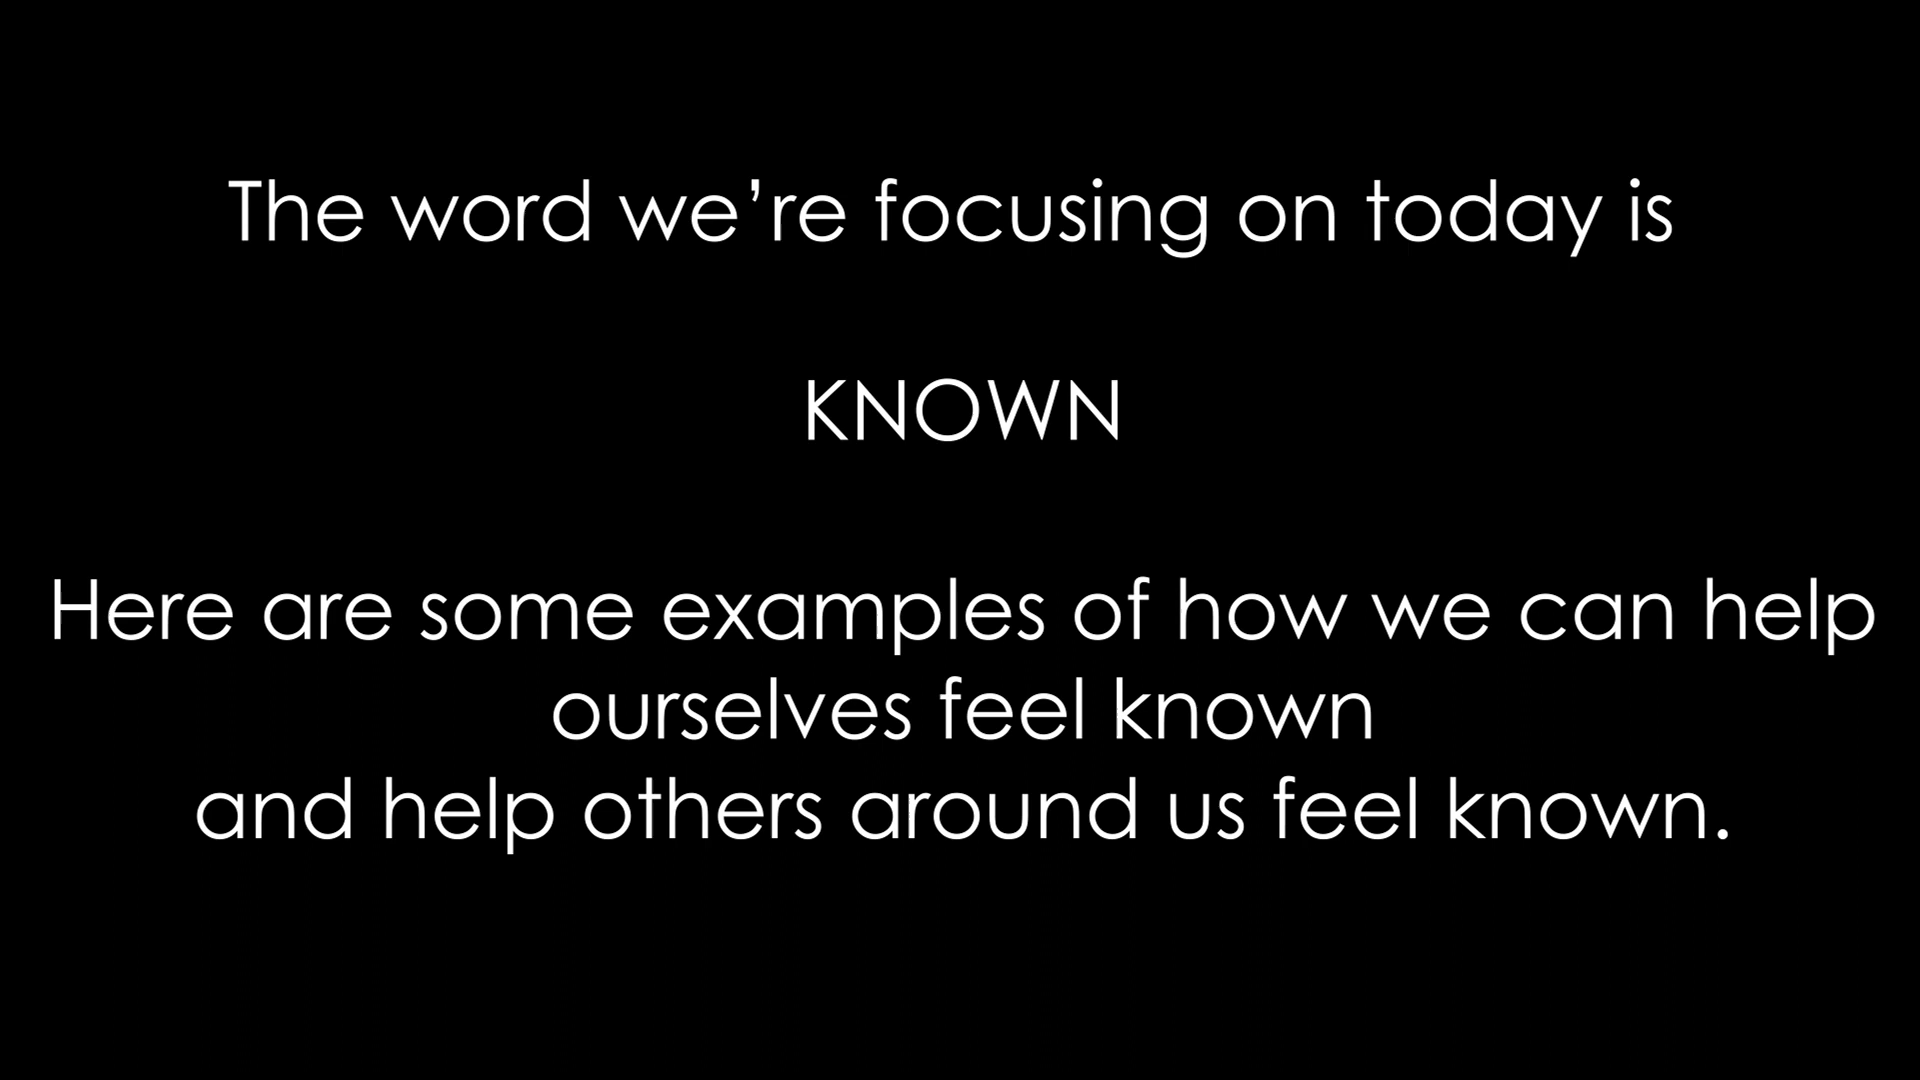 The word we’re focusing on today is
KNOWN
Here are some examples of how we can help
ourselves feel known
and help others around us feel known.